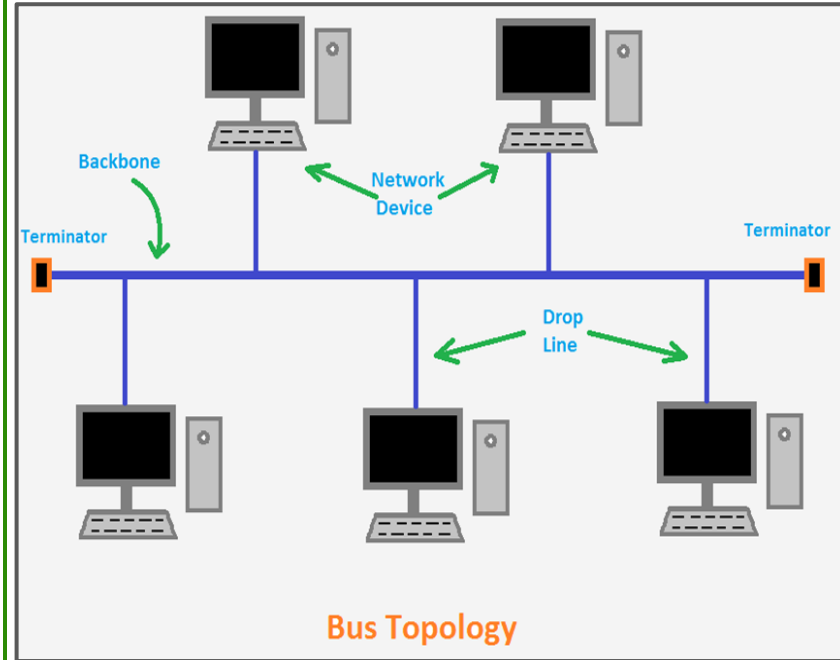 Backbone
Network
Device
Terminator
Terminator
Drop
Line
Bus Topology